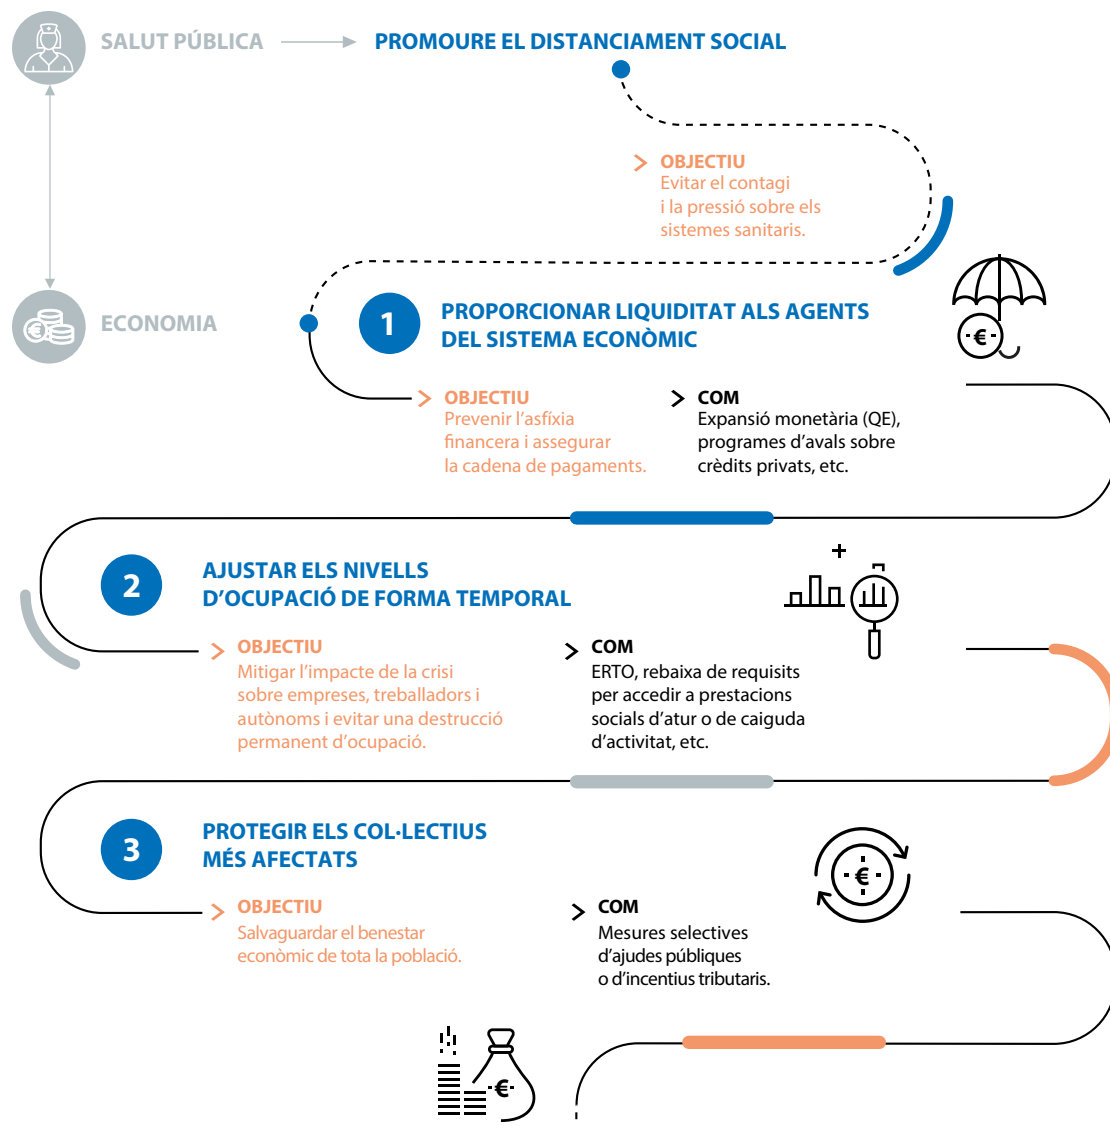 SALUT PÚBLICA
PROMOURE EL DISTANCIAMENT SOCIAL
OBJECTIU
Evitar el contagi
i la pressió sobre els
sistemes sanitaris.
ECONOMIA
1
PROPORCIONAR LIQUIDITAT ALS AGENTS
DEL SISTEMA ECONÒMIC
OBJECTIU
Prevenir l’asfíxia
financera i assegurar
la cadena de pagaments.
COM
Expansió monetària (QE),
programes d’avals sobre
crèdits privats, etc.
2
AJUSTAR ELS NIVELLS
D’OCUPACIÓ DE FORMA TEMPORAL
OBJECTIU
Mitigar l’impacte de la crisi
sobre empreses, treballadors i
autònoms i evitar una destrucció
permanent d’ocupació.
COM
ERTO, rebaixa de requisits
per accedir a prestacions
socials d’atur o de caiguda
d’activitat, etc.
3
PROTEGIR ELS COL·LECTIUS
MÉS AFECTATS
OBJECTIU
Salvaguardar el benestar
econòmic de tota la població.
COM
Mesures selectives
d’ajudes públiques
o d’incentius tributaris.